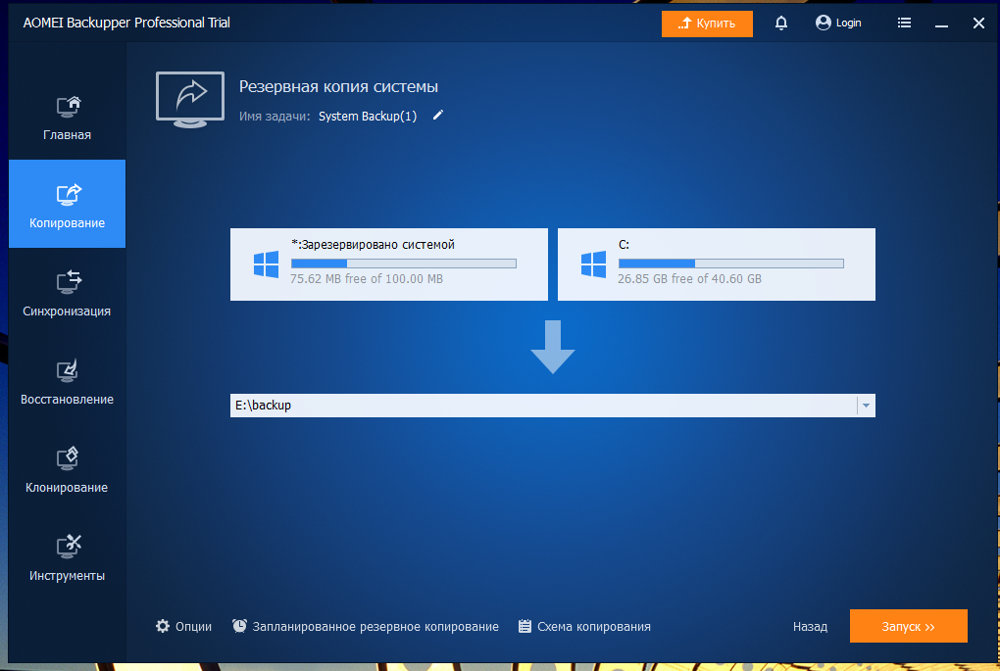 AOMEI Backupper Professional Trial
Купить
Login
Резервная копия системы
Имя задачи: System Backup(1)
Главная
Копирование
Синхронизация
Восстановление
Клонирование
Инструменты
*:Зарезервировано системой
75.62 MB free of 100.00 MB
C:
26.85 GB free of 40.60 GB
E:\backup
Опции
Запланированное резервное копирование
Схема копирования
Назад
Запуск >>